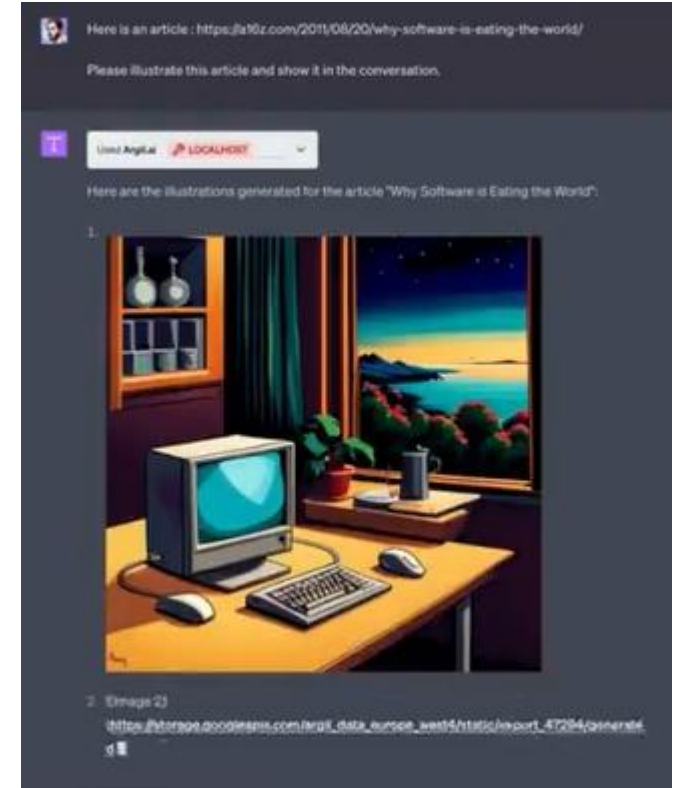 Here is an article : https://a16z.com/2011/08/20/why-software-is-eating-the-world/
Please illustrate this article and show it in the conversation.
T
Used Argil.ai LOCALHOST
Here are the illustrations generated for the article "Why Software is Eating the World":
1.
2. ![Image 2]
(https://storage.googleapis.com/argil_data_europe_west4/static/export_47294/generate
d